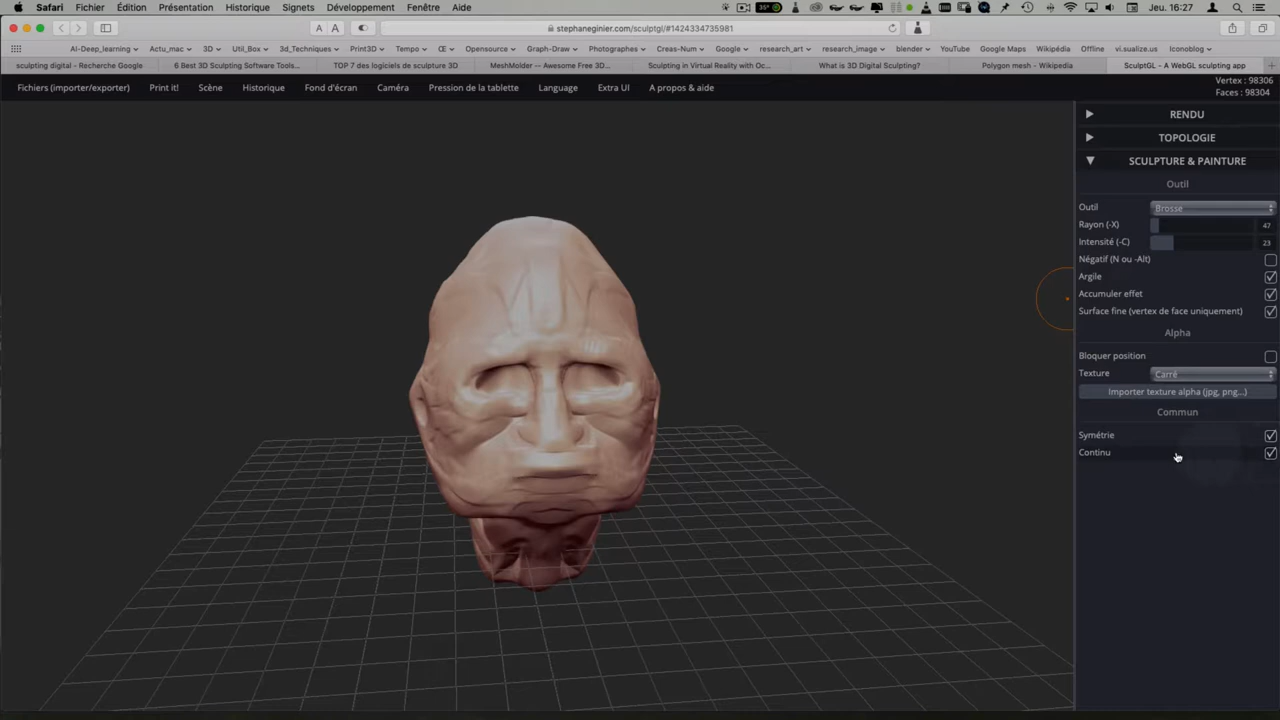 Safari Fichier Édition Présentation Historique Signets Développement Fenêtre Aide 35° Jeu. 16:27
A A stephaneginier.com/sculptgl/#1424334735981
AI-Deep_learning Actu_mac 3D Util_Box 3d_Techniques Print3D Tempo Œ Opensource Graph-Draw Photographes Creas-Num Google research_art research_image blender YouTube Google Maps Wikipédia Offline vi.sualize.us Iconoblog
sculpting digital - Recherche Google 6 Best 3D Sculpting Software Tools... TOP 7 des logiciels de sculpture 3D MeshMolder -- Awesome Free 3D... Sculpting in Virtual Reality with Oc... What is 3D Digital Sculpting? Polygon mesh - Wikipedia SculptGL - A WebGL sculpting app
Fichiers (importer/exporter) Print it! Scène Historique Fond d'écran Caméra Pression de la tablette Language Extra UI A propos & aide
Vertex : 98306
Faces : 98304
RENDU
TOPOLOGIE
SCULPTURE & PAINTURE
Outil
Outil Brosse
Rayon (-X) 47
Intensité (-C) 23
Négatif (N ou -Alt)
Argile
Accumuler effet
Surface fine (vertex de face uniquement)
Alpha
Bloquer position
Texture Carré
Importer texture alpha (jpg, png...)
Commun
Symétrie
Continu